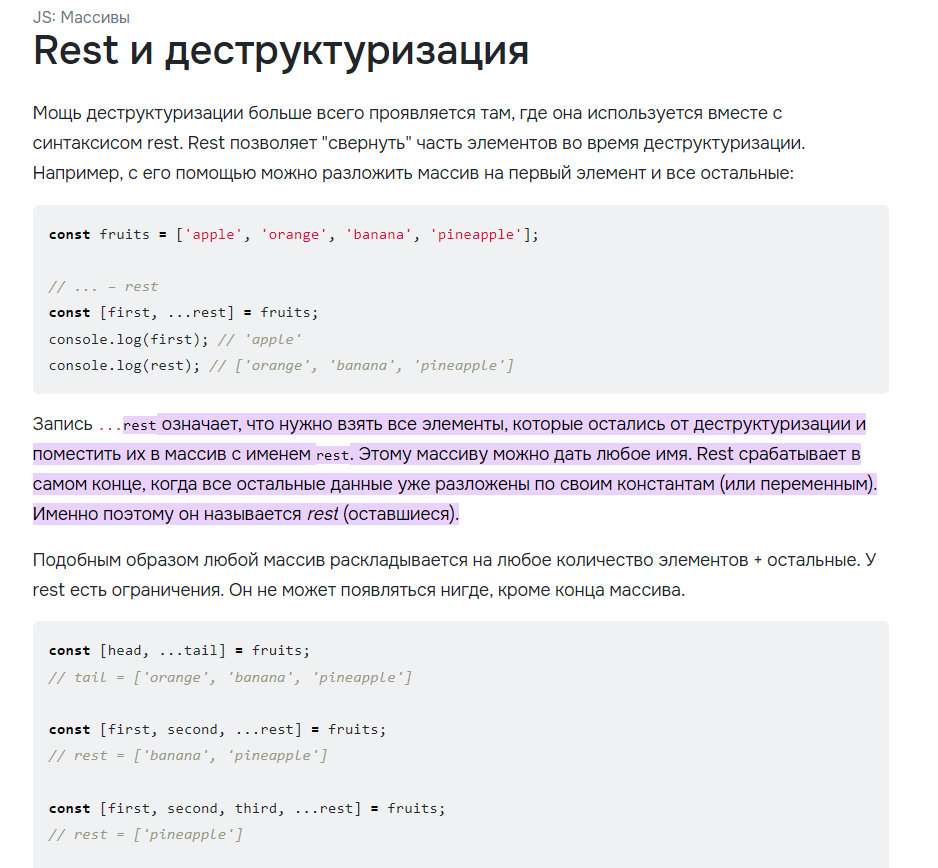 JS: Массивы
Rest и деструктуризация
Мощь деструктуризации больше всего проявляется там, где она используется вместе с
синтаксисом rest. Rest позволяет "свернуть" часть элементов во время деструктуризации.
Например, с его помощью можно разложить массив на первый элемент и все остальные:
const fruits = ['apple', 'orange', 'banana', 'pineapple'];
// ... – rest
const [first, ...rest] = fruits;
console.log(first); // 'apple'
console.log(rest); // ['orange', 'banana', 'pineapple']
Запись ...rest означает, что нужно взять все элементы, которые остались от деструктуризации и
поместить их в массив с именем rest. Этому массиву можно дать любое имя. Rest срабатывает в
самом конце, когда все остальные данные уже разложены по своим константам (или переменным).
Именно поэтому он называется rest (оставшиеся).
Подобным образом любой массив раскладывается на любое количество элементов + остальные. У
rest есть ограничения. Он не может появляться нигде, кроме конца массива.
const [head, ...tail] = fruits;
// tail = ['orange', 'banana', 'pineapple']
const [first, second, ...rest] = fruits;
// rest = ['banana', 'pineapple']
const [first, second, third, ...rest] = fruits;
// rest = ['pineapple']